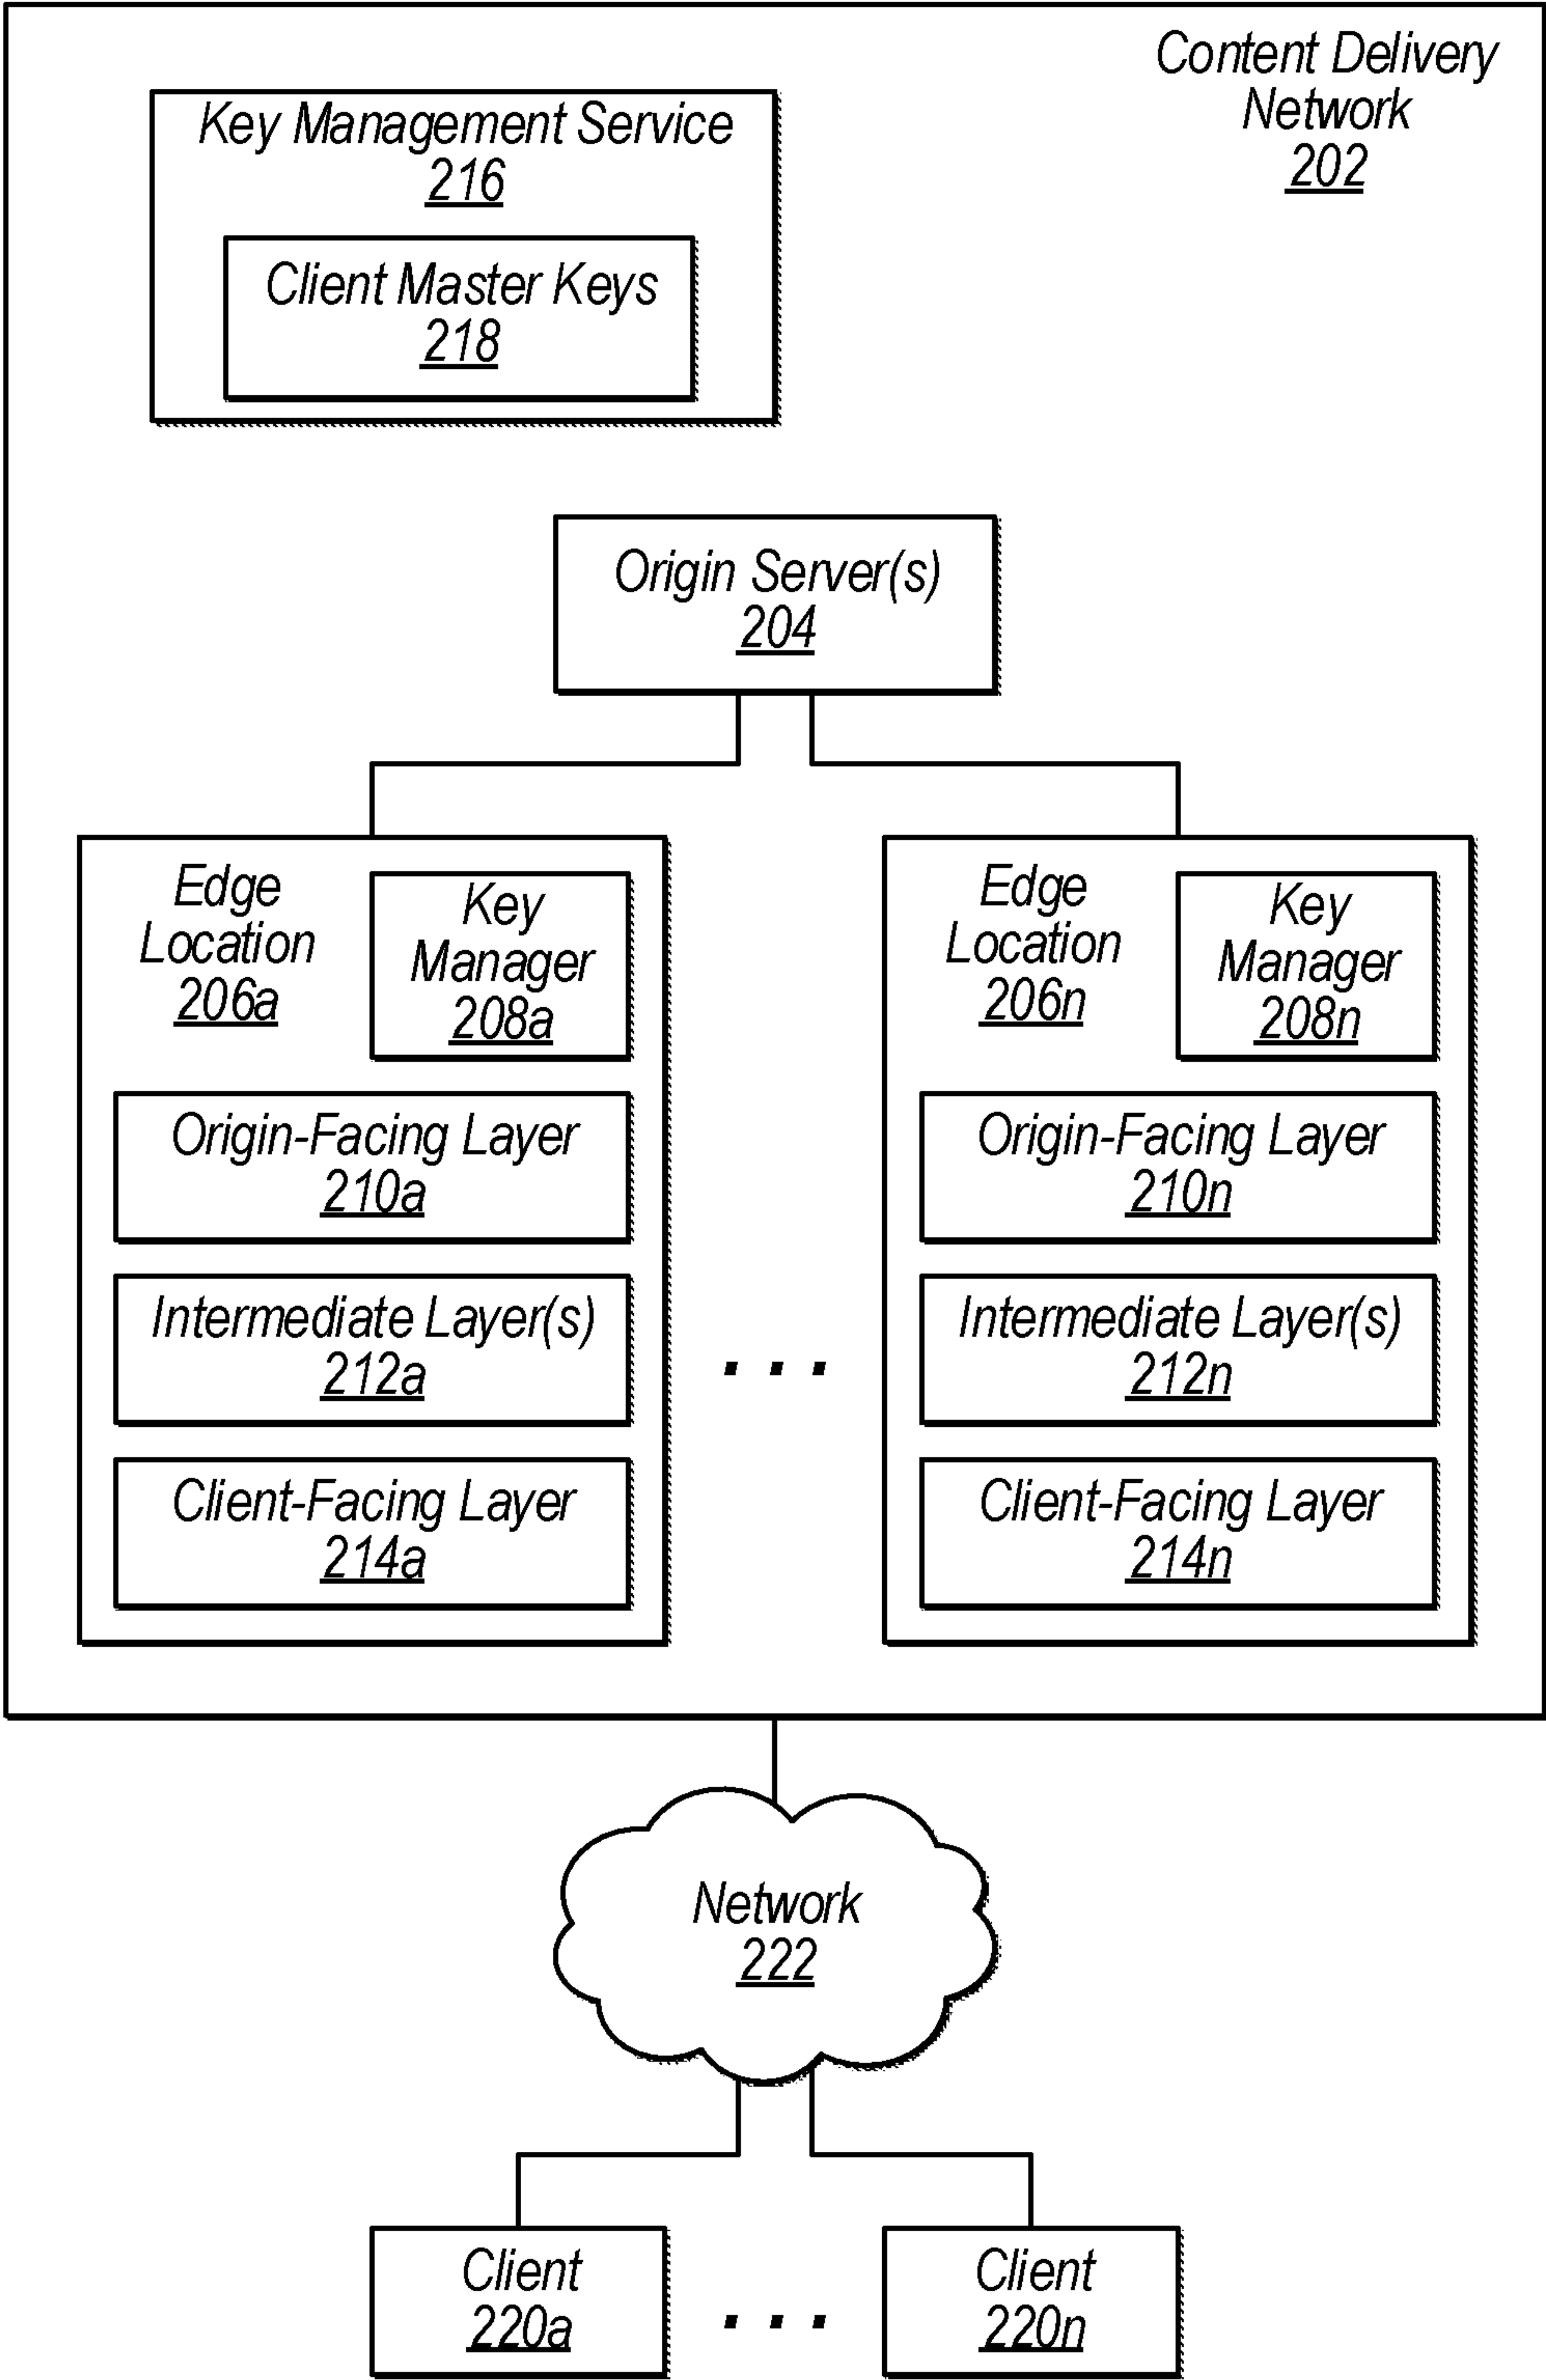 Content Delivery
Network
202
Key Management Service
216
Client Master Keys
218
Origin Server(s)
204
Edge
Location
206a
Key
Manager
208a
Origin-Facing Layer
210a
Intermediate Layer(s)
212a
Client-Facing Layer
214a
. . .
Edge
Location
206n
Key
Manager
208n
Origin-Facing Layer
210n
Intermediate Layer(s)
212n
Client-Facing Layer
214n
Network
222
Client
220a
. . .
Client
220n